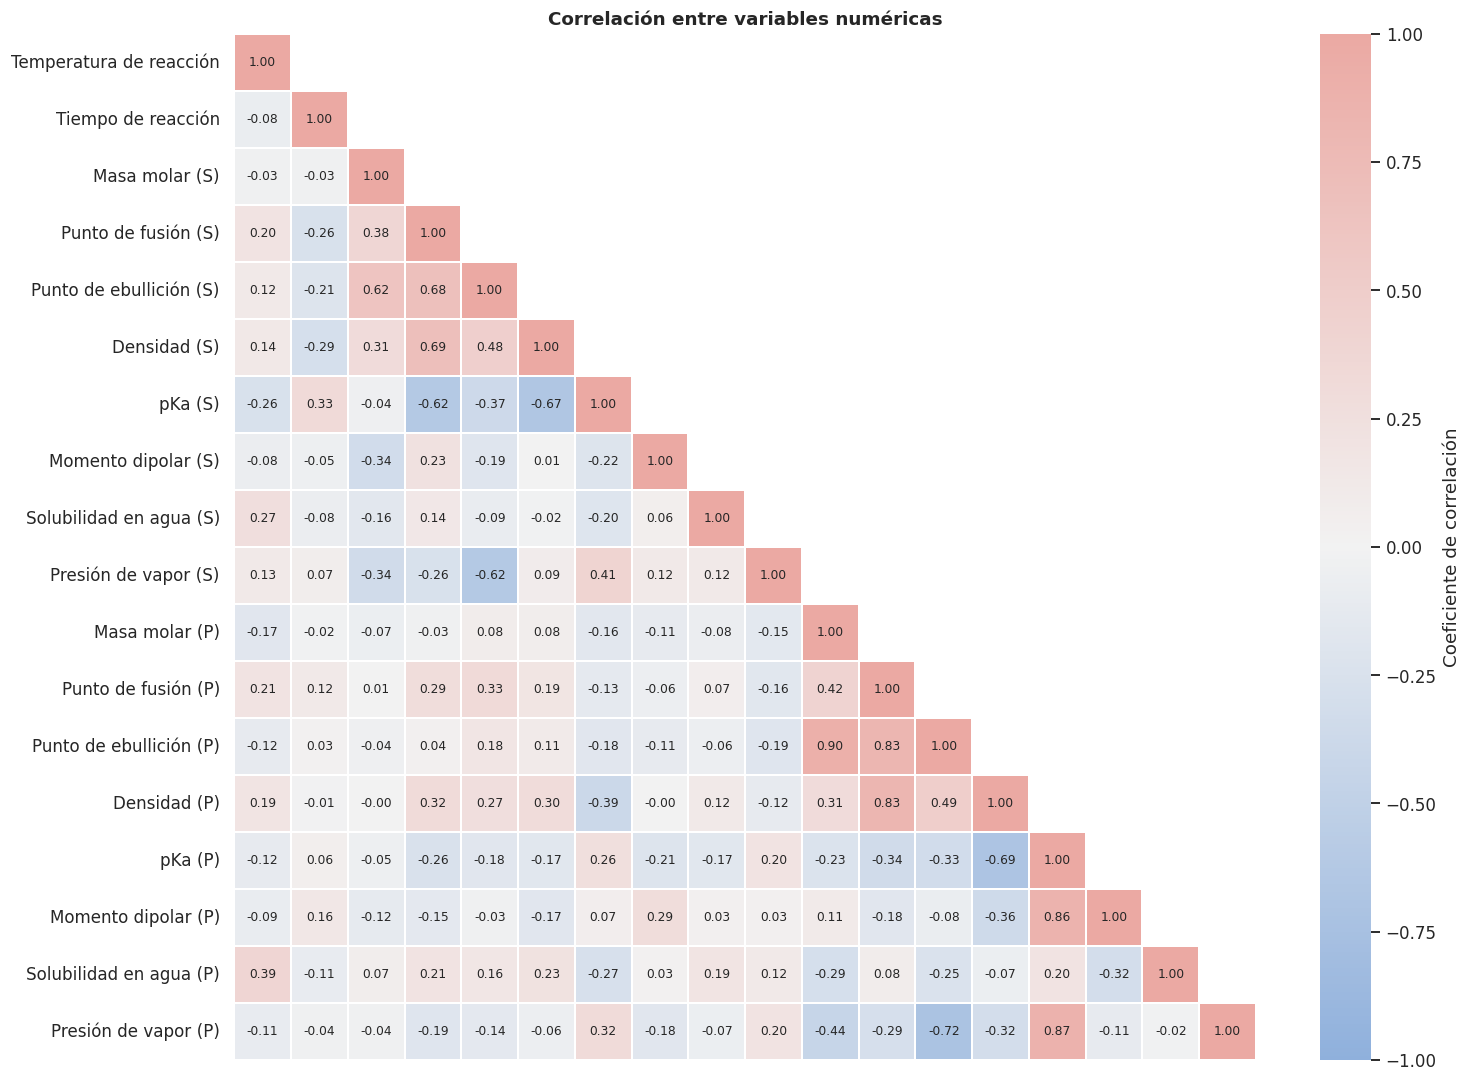 Correlación entre variables numéricas
Temperatura de reacción 1.00
Tiempo de reacción -0.08 1.00
Masa molar (S) -0.03 -0.03 1.00
Punto de fusión (S) 0.20 -0.26 0.38 1.00
Punto de ebullición (S) 0.12 -0.21 0.62 0.68 1.00
Densidad (S) 0.14 -0.29 0.31 0.69 0.48 1.00
pKa (S) -0.26 0.33 -0.04 -0.62 -0.37 -0.67 1.00
Momento dipolar (S) -0.08 -0.05 -0.34 0.23 -0.19 0.01 -0.22 1.00
Solubilidad en agua (S) 0.27 -0.08 -0.16 0.14 -0.09 -0.02 -0.20 0.06 1.00
Presión de vapor (S) 0.13 0.07 -0.34 -0.26 -0.62 0.09 0.41 0.12 0.12 1.00
Masa molar (P) -0.17 -0.02 -0.07 -0.03 0.08 0.08 -0.16 -0.11 -0.08 -0.15 1.00
Punto de fusión (P) 0.21 0.12 0.01 0.29 0.33 0.19 -0.13 -0.06 0.07 -0.16 0.42 1.00
Punto de ebullición (P) -0.12 0.03 -0.04 0.04 0.18 0.11 -0.18 -0.11 -0.06 -0.19 0.90 0.83 1.00
Densidad (P) 0.19 -0.01 -0.00 0.32 0.27 0.30 -0.39 -0.00 0.12 -0.12 0.31 0.83 0.49 1.00
pKa (P) -0.12 0.06 -0.05 -0.26 -0.18 -0.17 0.26 -0.21 -0.17 0.20 -0.23 -0.34 -0.33 -0.69 1.00
Momento dipolar (P) -0.09 0.16 -0.12 -0.15 -0.03 -0.17 0.07 0.29 0.03 0.03 0.11 -0.18 -0.08 -0.36 0.86 1.00
Solubilidad en agua (P) 0.39 -0.11 0.07 0.21 0.16 0.23 -0.27 0.03 0.19 0.12 -0.29 0.08 -0.25 -0.07 0.20 -0.32 1.00
Presión de vapor (P) -0.11 -0.04 -0.04 -0.19 -0.14 -0.06 0.32 -0.18 -0.07 0.20 -0.44 -0.29 -0.72 -0.32 0.87 -0.11 -0.02 1.00
1.00
0.75
0.50
0.25
0.00
−0.25
−0.50
−0.75
−1.00
Coeficiente de correlación